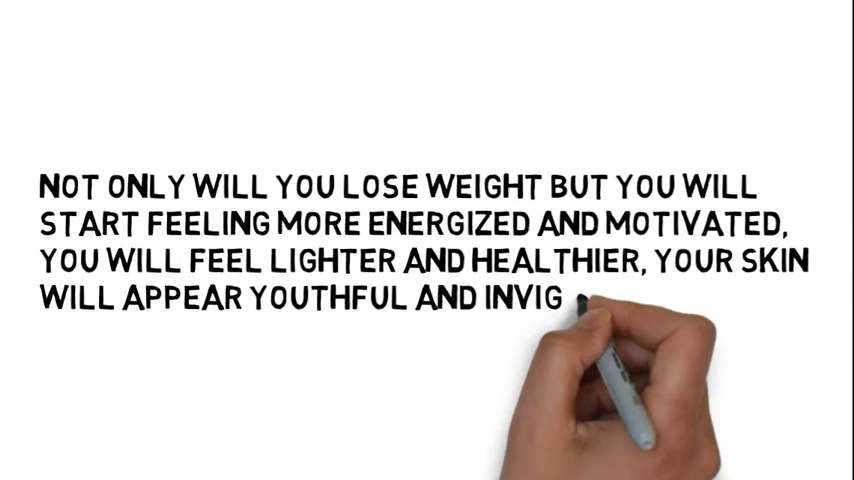 NOT ONLY WILL YOU LOSE WEIGHT BUT YOU WILL
START FEELING MORE ENERGIZED AND MOTIVATED,
YOU WILL FEEL LIGHTER AND HEALTHIER, YOUR SKIN
WILL APPEAR YOUTHFUL AND INVIG